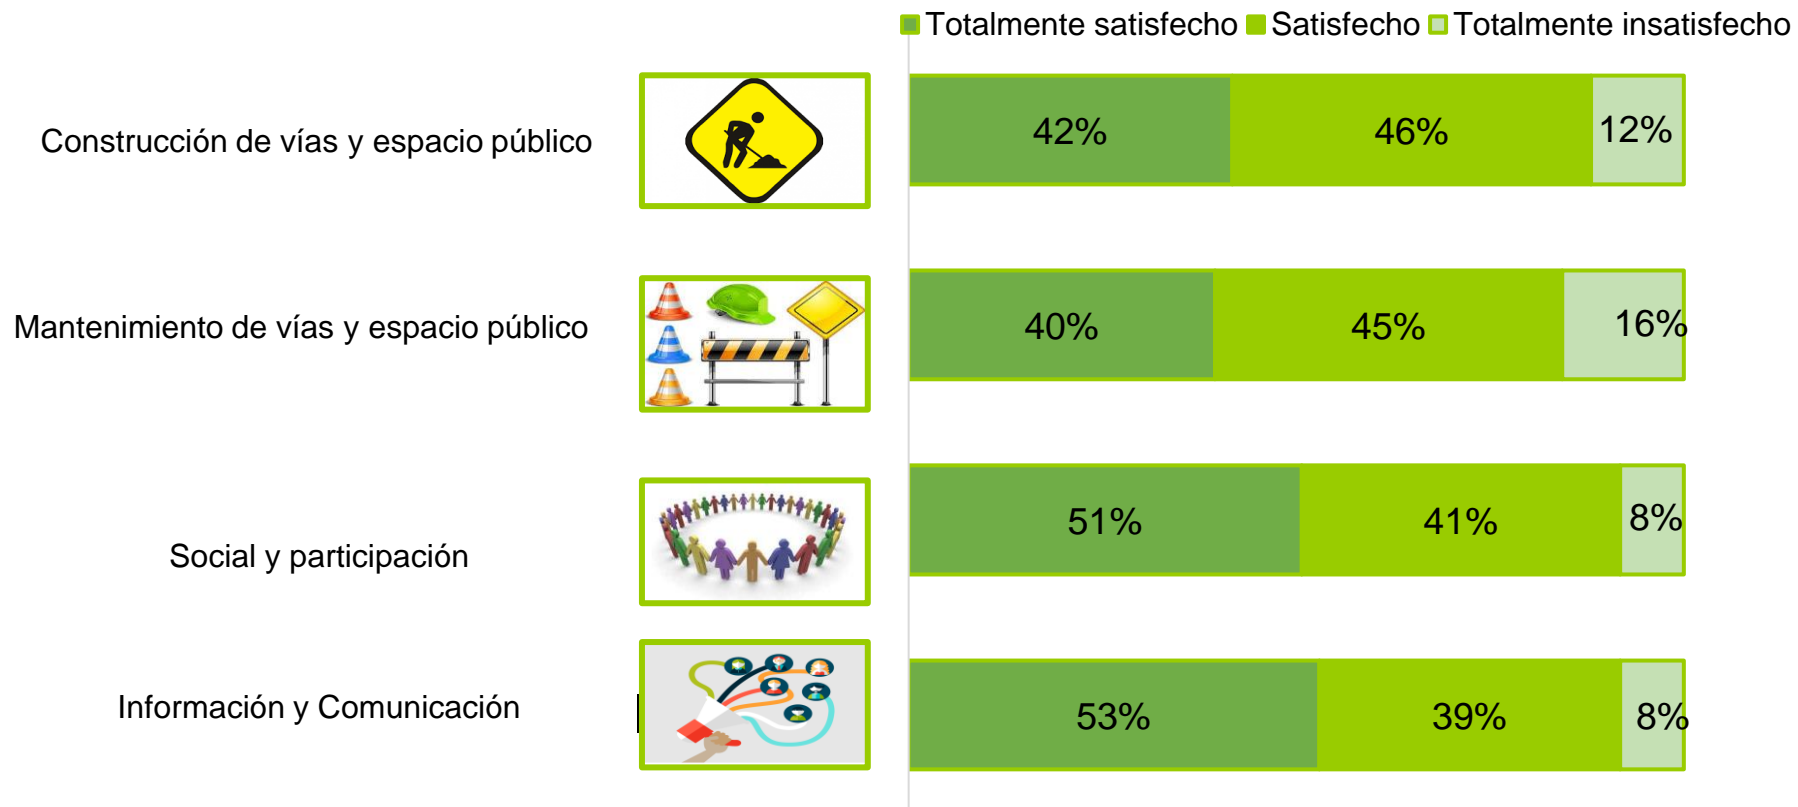 Totalmente satisfecho Satisfecho Totalmente insatisfecho
Construcción de vías y espacio público
42% 46% 12%
Mantenimiento de vías y espacio público
40% 45% 16%
Social y participación
51% 41% 8%
Información y Comunicación
53% 39% 8%